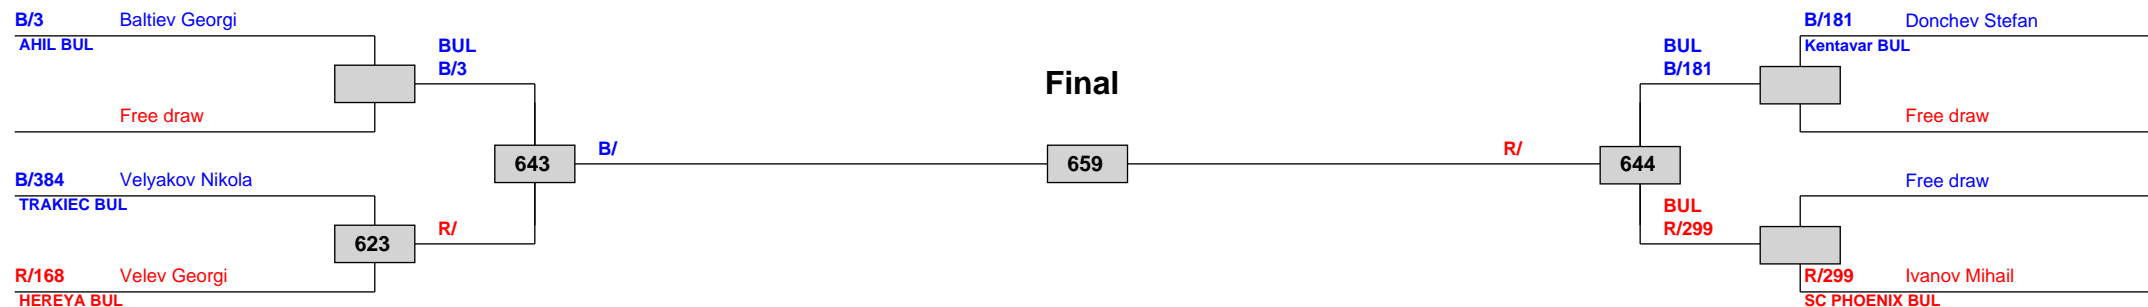 B/3 Baltiev Georgi
AHIL BUL
BUL
B/3
Free draw
643
B/
B/384 Velyakov Nikola
TRAKIEC BUL
623
R/
R/168 Velev Georgi
HEREYA BUL
Final
659
B/181 Donchev Stefan
Kentavar BUL
BUL
B/181
Free draw
R/
644
Free draw
BUL
R/299
R/299 Ivanov Mihail
SC PHOENIX BUL